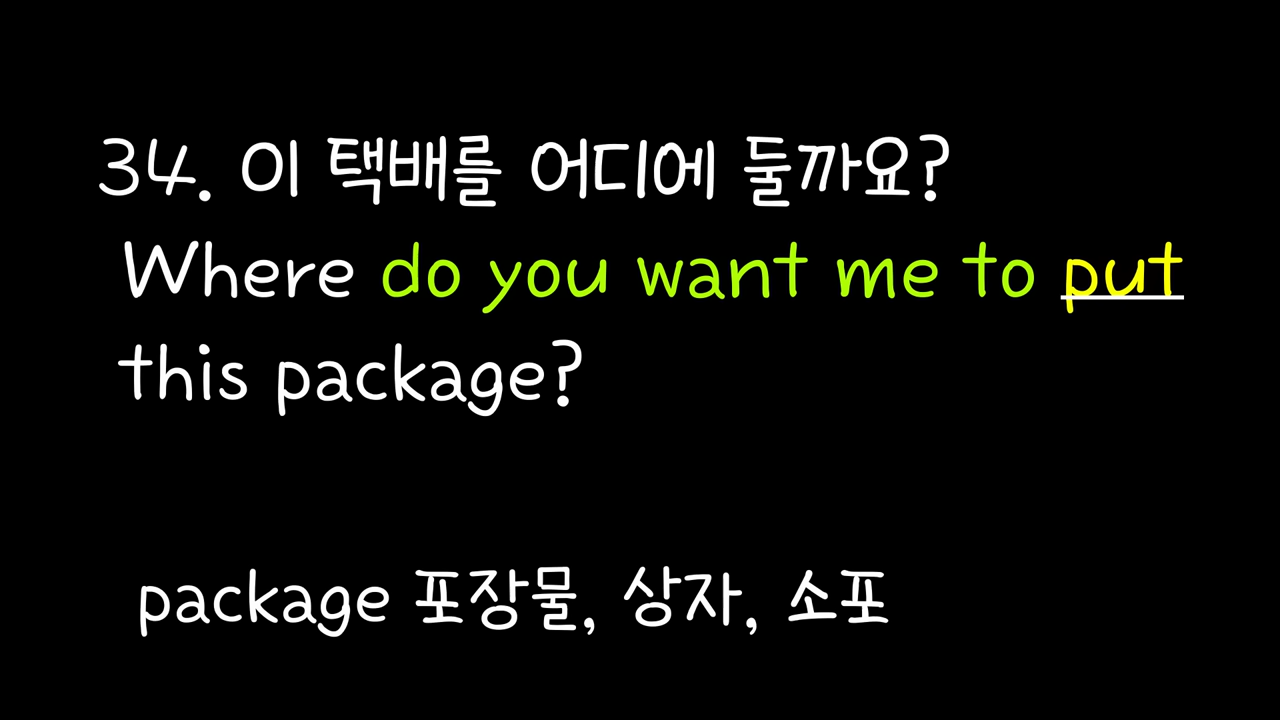 34. 이 택배를 어디에 둘까요?
Where do you want me to put
this package?
package 포장물, 상자, 소포